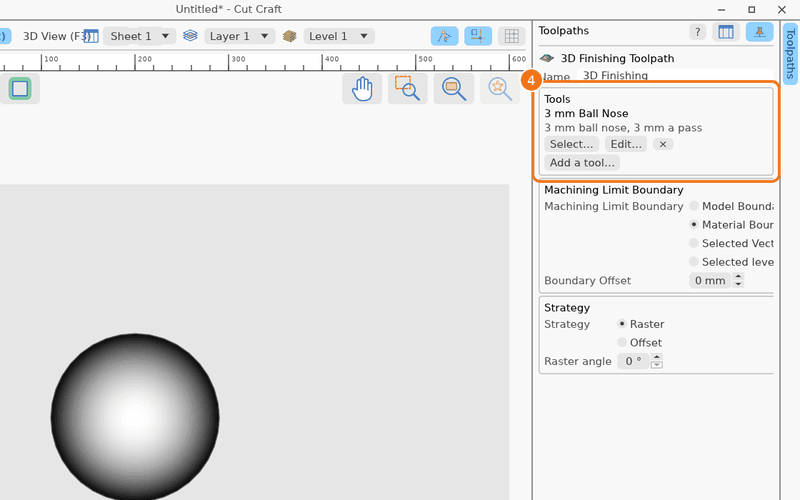 Untitled* - Cut Craft
3D View (F3)
Sheet 1
Layer 1
Level 1
Toolpaths
?
Toolpaths
100
200
300
400
500
600
3D Finishing Toolpath
4
ame
3D Finishing
Tools
3 mm Ball Nose
3 mm ball nose, 3 mm a pass
Select...
Edit...
×
Add a tool...
Machining Limit Boundary
Machining Limit Boundary
Model Bounda
Material Bour
Selected Vect
Selected leve
Boundary Offset
0 mm
Strategy
Strategy
Raster
Offset
Raster angle
0 °